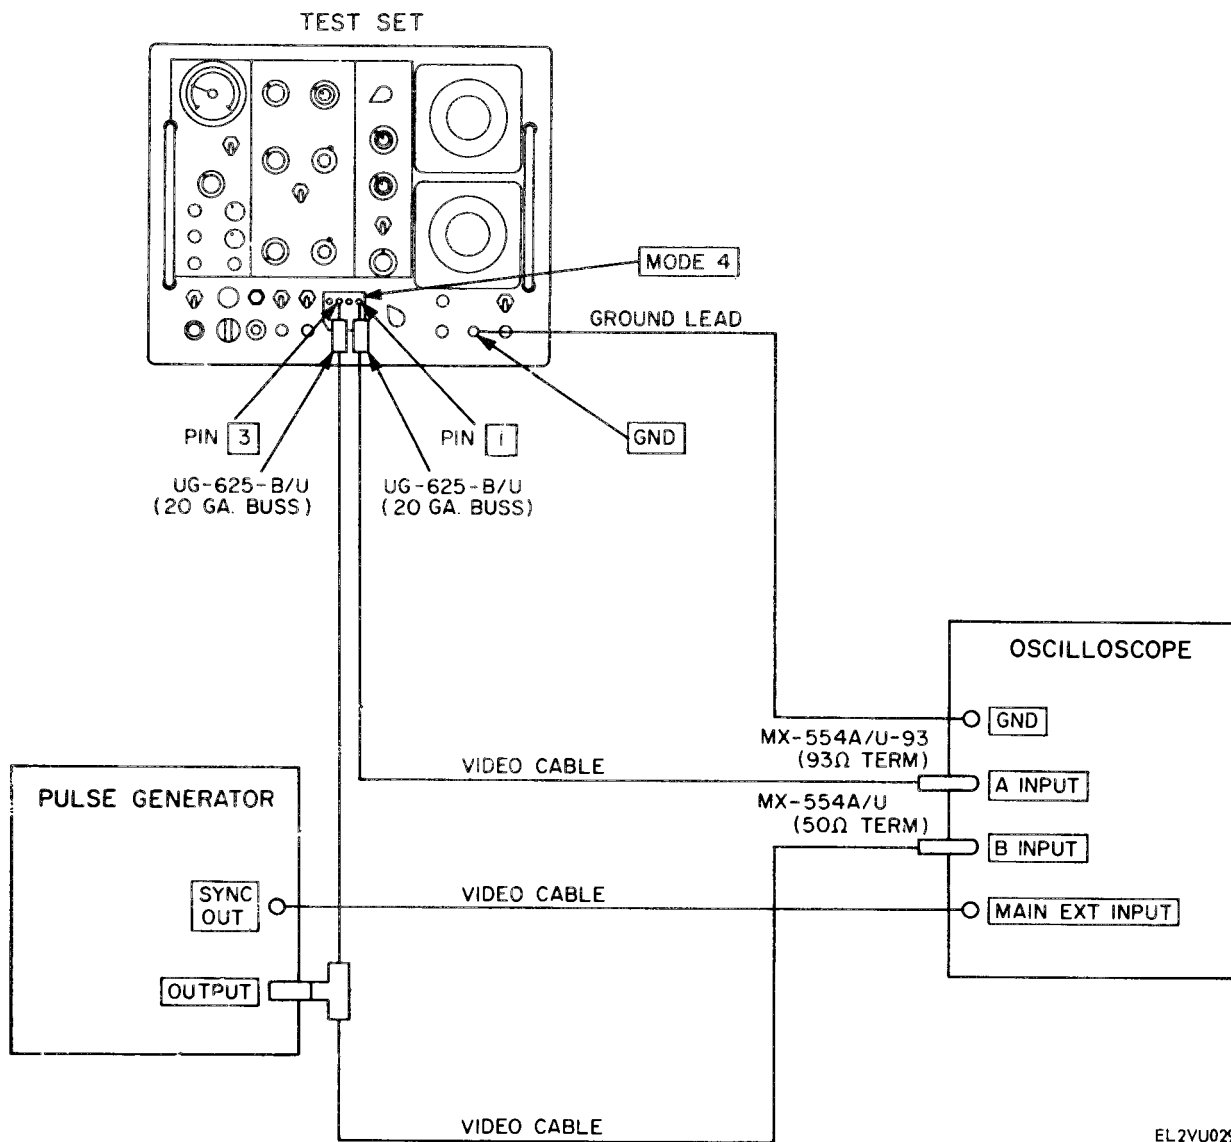 TEST SET
MODE 4
GROUND LEAD
PIN 3
PIN 1
GND
UG-625-B/U
(20 GA. BUSS)
UG-625-B/U
(20 GA. BUSS)
OSCILLOSCOPE
GND
MX-554A/U-93
(93Ω TERM)
VIDEO CABLE
A INPUT
PULSE GENERATOR
MX-554A/U
(50Ω TERM)
B INPUT
SYNC
OUT
VIDEO CABLE
MAIN EXT INPUT
OUTPUT
VIDEO CABLE